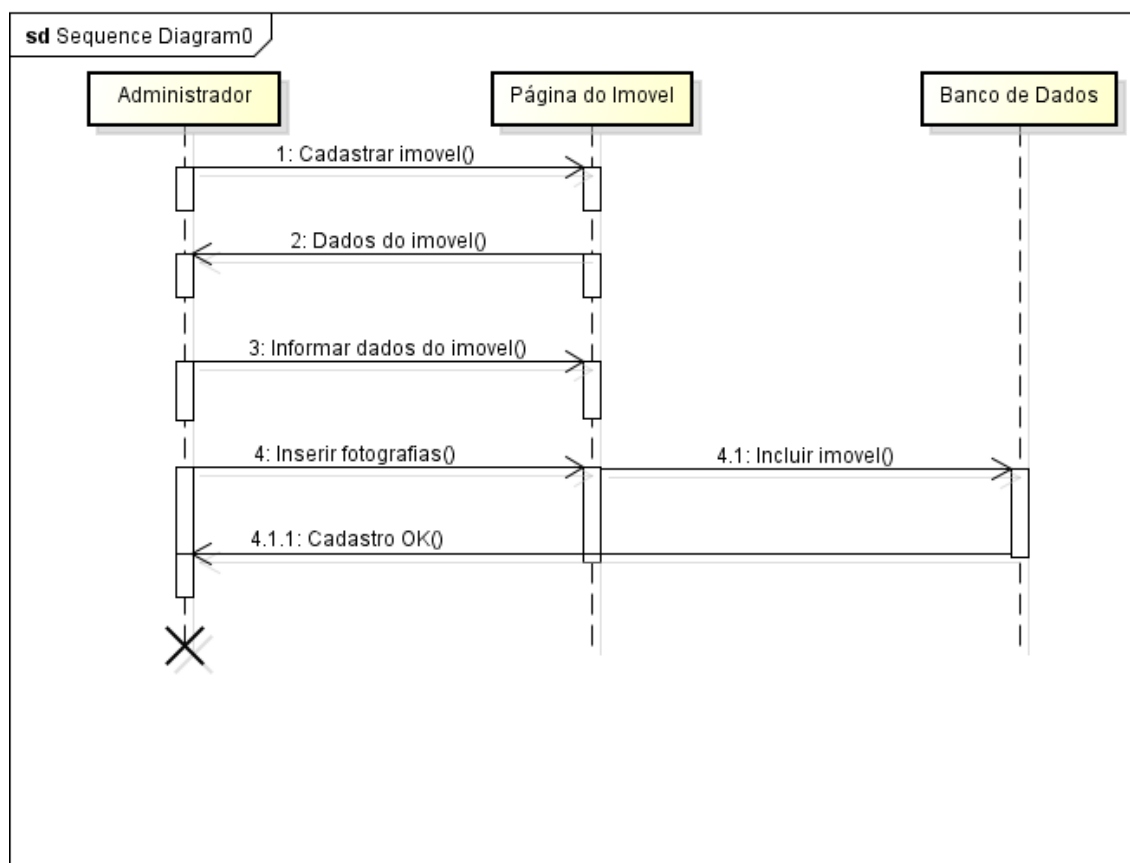 sd Sequence Diagram0
Administrador
Página do Imovel
Banco de Dados
1: Cadastrar imovel()
2: Dados do imovel()
3: Informar dados do imovel()
4: Inserir fotografias()
4.1: Incluir imovel()
4.1.1: Cadastro OK()